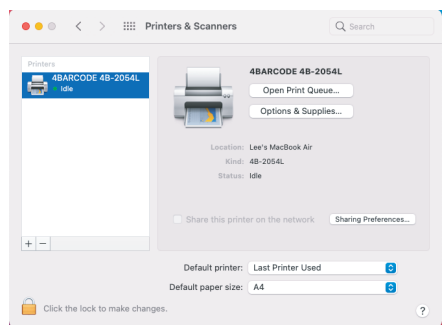 Printers & Scanners
Search
Printers
4BARCODE 4B-2054L
Idle
4BARCODE 4B-2054L
Open Print Queue...
Options & Supplies...
Location: Lee's MacBook Air
Kind: 4B-2054L
Status: Idle
Share this printer on the network
Sharing Preferences...
+ −
Default printer: Last Printer Used
Default paper size: A4
Click the lock to make changes.
?